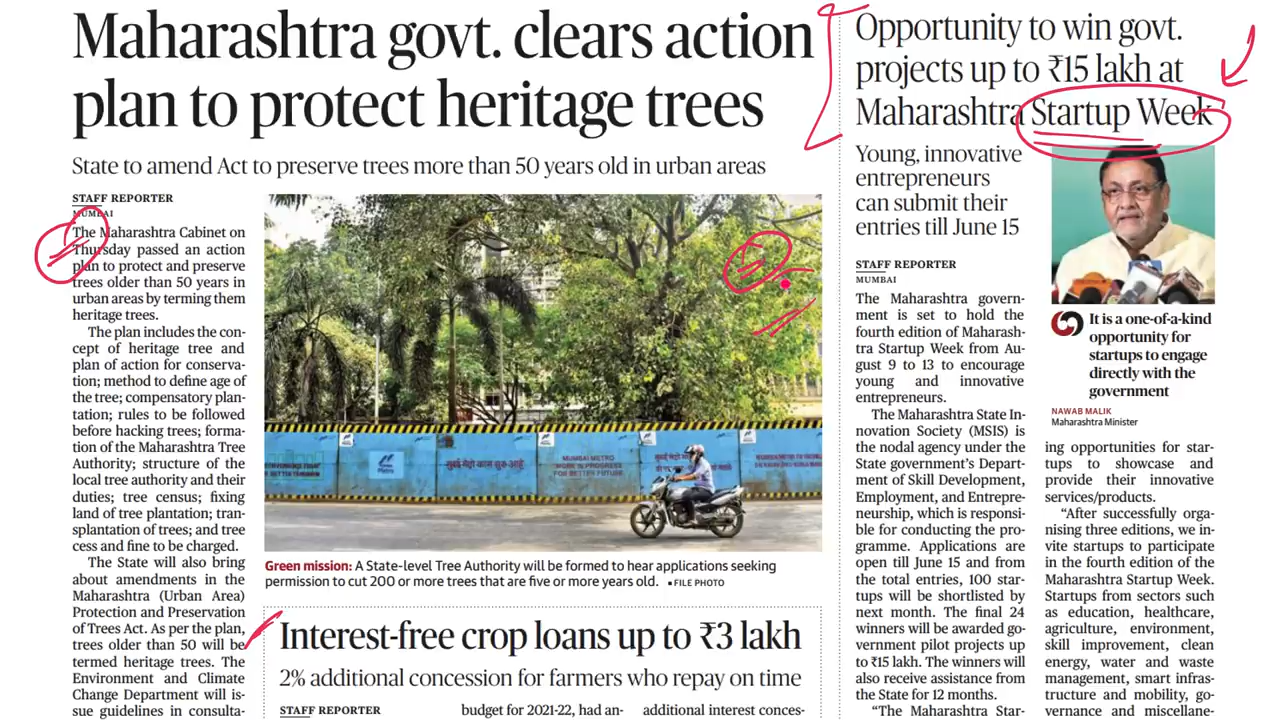 Maharashtra govt. clears action
plan to protect heritage trees
State to amend Act to preserve trees more than 50 years old in urban areas
STAFF REPORTER
MUMBAI
The Maharashtra Cabinet on
Thursday passed an action
plan to protect and preserve
trees older than 50 years in
urban areas by terming them
heritage trees.
The plan includes the con-
cept of heritage tree and
plan of action for conserva-
tion; method to define age of
the tree; compensatory plan-
tation; rules to be followed
before hacking trees; forma-
tion of the Maharashtra Tree
Authority; structure of the
local tree authority and their
duties; tree census; fixing
land of tree plantation; tran-
splantation of trees; and tree
cess and fine to be charged.
The State will also bring
about amendments in the
Maharashtra (Urban Area)
Protection and Preservation
of Trees Act. As per the plan,
trees older than 50 will be
termed heritage trees. The
Environment and Climate
Change Department will is-
sue guidelines in consulta-
मुंबई मेट्रो काम सुरु आहे
MUMBAI METRO
WORK IN PROGRESS
FOR BETTER FUTURE
Green mission: A State-level Tree Authority will be formed to hear applications seeking
permission to cut 200 or more trees that are five or more years old. ▪FILE PHOTO
Interest-free crop loans up to ₹3 lakh
2% additional concession for farmers who repay on time
STAFF REPORTER
budget for 2021-22, had an-
additional interest conces-
Opportunity to win govt.
projects up to ₹15 lakh at
Maharashtra Startup Week
Young, innovative
entrepreneurs
can submit their
entries till June 15
STAFF REPORTER
MUMBAI
The Maharashtra govern-
ment is set to hold the
fourth edition of Maharash-
tra Startup Week from Au-
gust 9 to 13 to encourage
young and innovative
entrepreneurs.
The Maharashtra State In-
novation Society (MSIS) is
the nodal agency under the
State government's Depart-
ment of Skill Development,
Employment, and Entrepre-
neurship, which is responsi-
ble for conducting the pro-
gramme. Applications are
open till June 15 and from
the total entries, 100 star-
tups will be shortlisted by
next month. The final 24
winners will be awarded go-
vernment pilot projects up
to ₹15 lakh. The winners will
also receive assistance from
the State for 12 months.
"The Maharashtra Star-
It is a one-of-a-kind
opportunity for
startups to engage
directly with the
government
NAWAB MALIK
Maharashtra Minister
ing opportunities for star-
tups to showcase and
provide their innovative
services/products.
"After successfully orga-
nising three editions, we in-
vite startups to participate
in the fourth edition of the
Maharashtra Startup Week.
Startups from sectors such
as education, healthcare,
agriculture, environment,
skill improvement, clean
energy, water and waste
management, smart infras-
tructure and mobility, go-
vernance and miscellane-